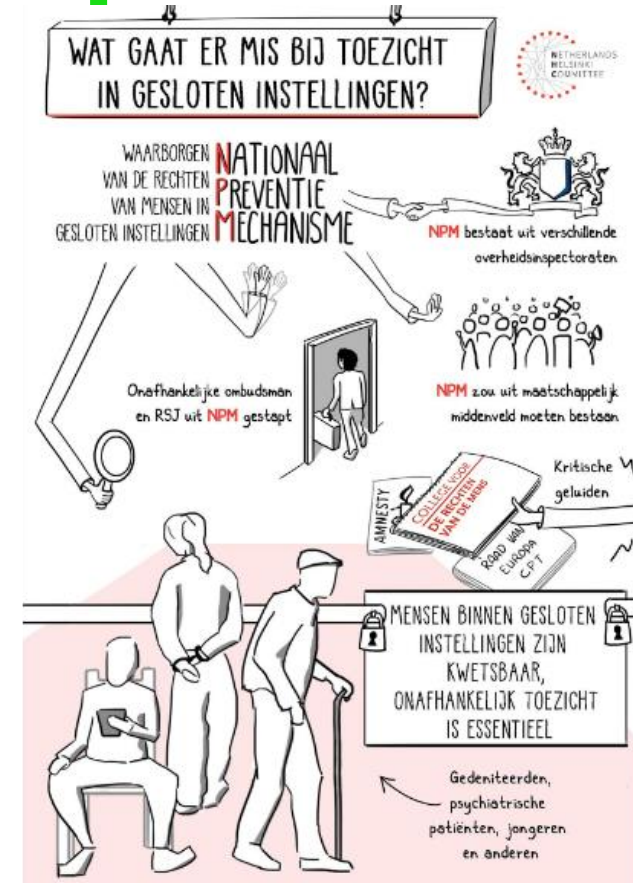 WAT GAAT ER MIS BIJ TOEZICHT
IN GESLOTEN INSTELLINGEN?
NETHERLANDS
HELSINKI
COMMITTEE
WAARBORGEN
VAN DE RECHTEN
VAN MENSEN IN
GESLOTEN INSTELLINGEN
NATIONAAL
PREVENTIE
MECHANISME
NPM bestaat uit verschillende
overheidsinspectoraten
Onafhankelijke ombudsman
en RSJ uit NPM gestapt
NPM zou uit maatschappelijk
middenveld moeten bestaan
Kritische
geluiden
AMNESTY
COLLEGE VOOR
DE RECHTEN
VAN DE MENS
RAAD VAN
EUROPA
CPT
MENSEN BINNEN GESLOTEN
INSTELLINGEN ZIJN
KWETSBAAR,
ONAFHANKELIJK TOEZICHT
IS ESSENTIEEL
Gedeniteerden,
psychiatrische
patiënten, jongeren
en anderen